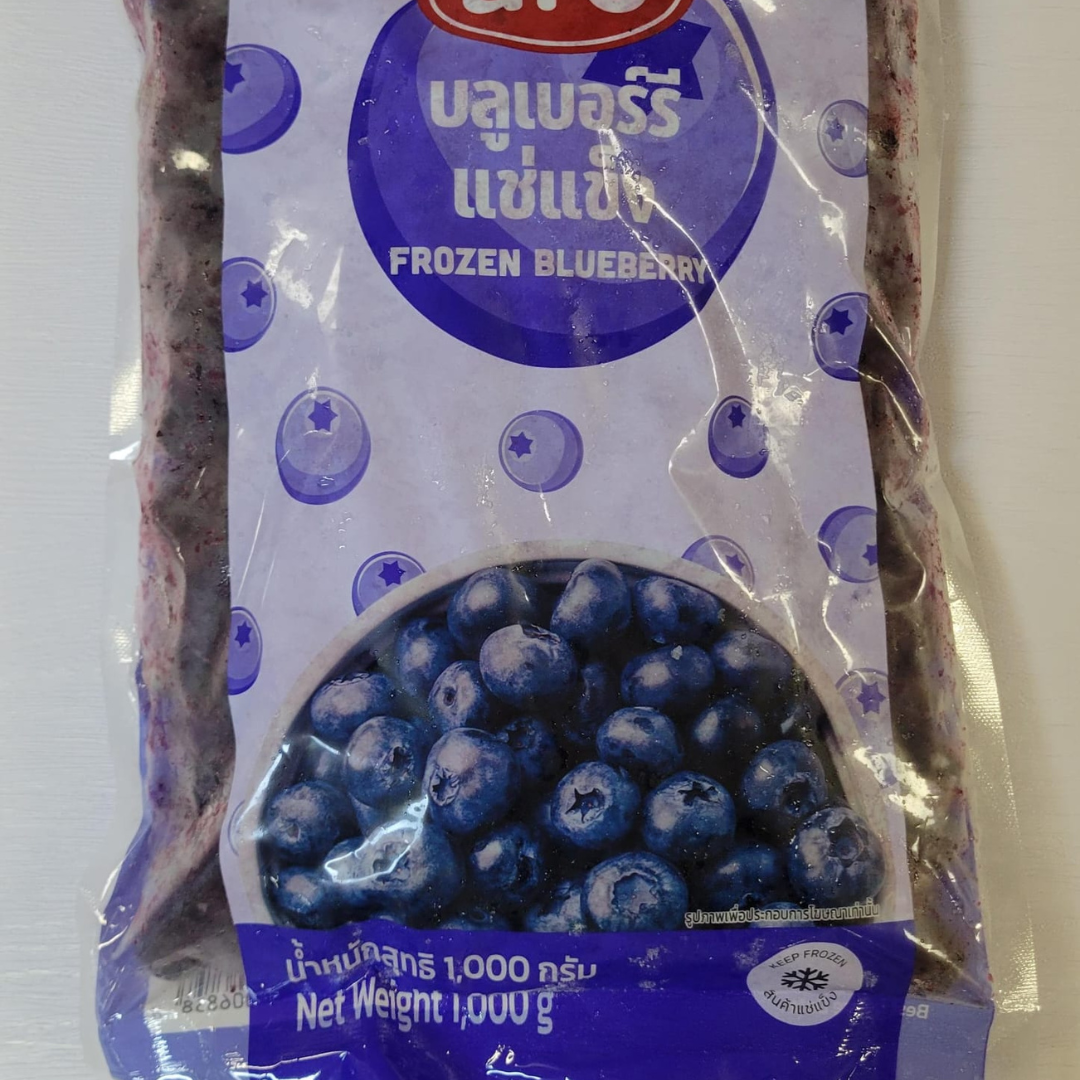 บลูเบอร์รี
แช่แข็ง
FROZEN BLUEBERRY
รูปภาพเพื่อประกอบการโฆษณาเท่านั้น
น้ำหนักสุทธิ 1,000 กรัม
Net Weight 1,000 g
KEEP FROZEN
สินค้าแช่แข็ง